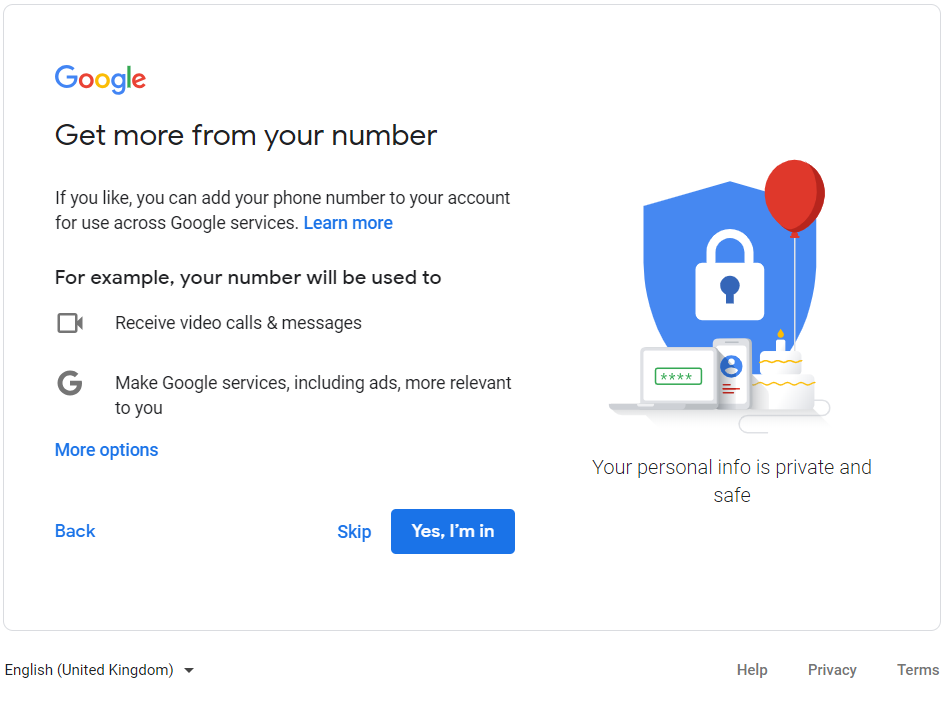 Google
Get more from your number
If you like, you can add your phone number to your account
for use across Google services. Learn more
For example, your number will be used to
Receive video calls & messages
G
Make Google services, including ads, more relevant
to you
More options
Back
Skip
Yes, I'm in
****
Your personal info is private and
safe
English (United Kingdom)
Help
Privacy
Terms